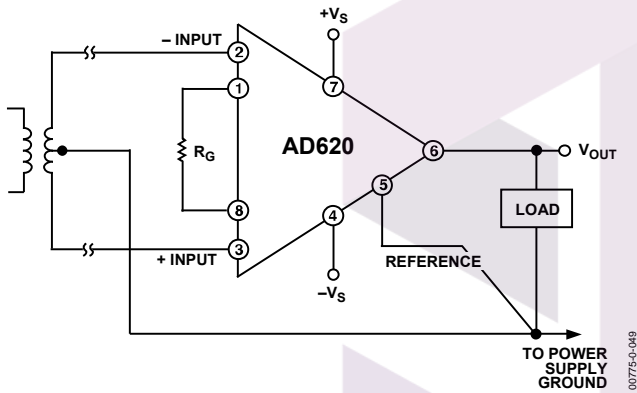 +VS
– INPUT
2
1
7
RG
AD620
6
VOUT
5
8
4
LOAD
3
+ INPUT
REFERENCE
–VS
TO POWER
SUPPLY
GROUND
00775-0-049